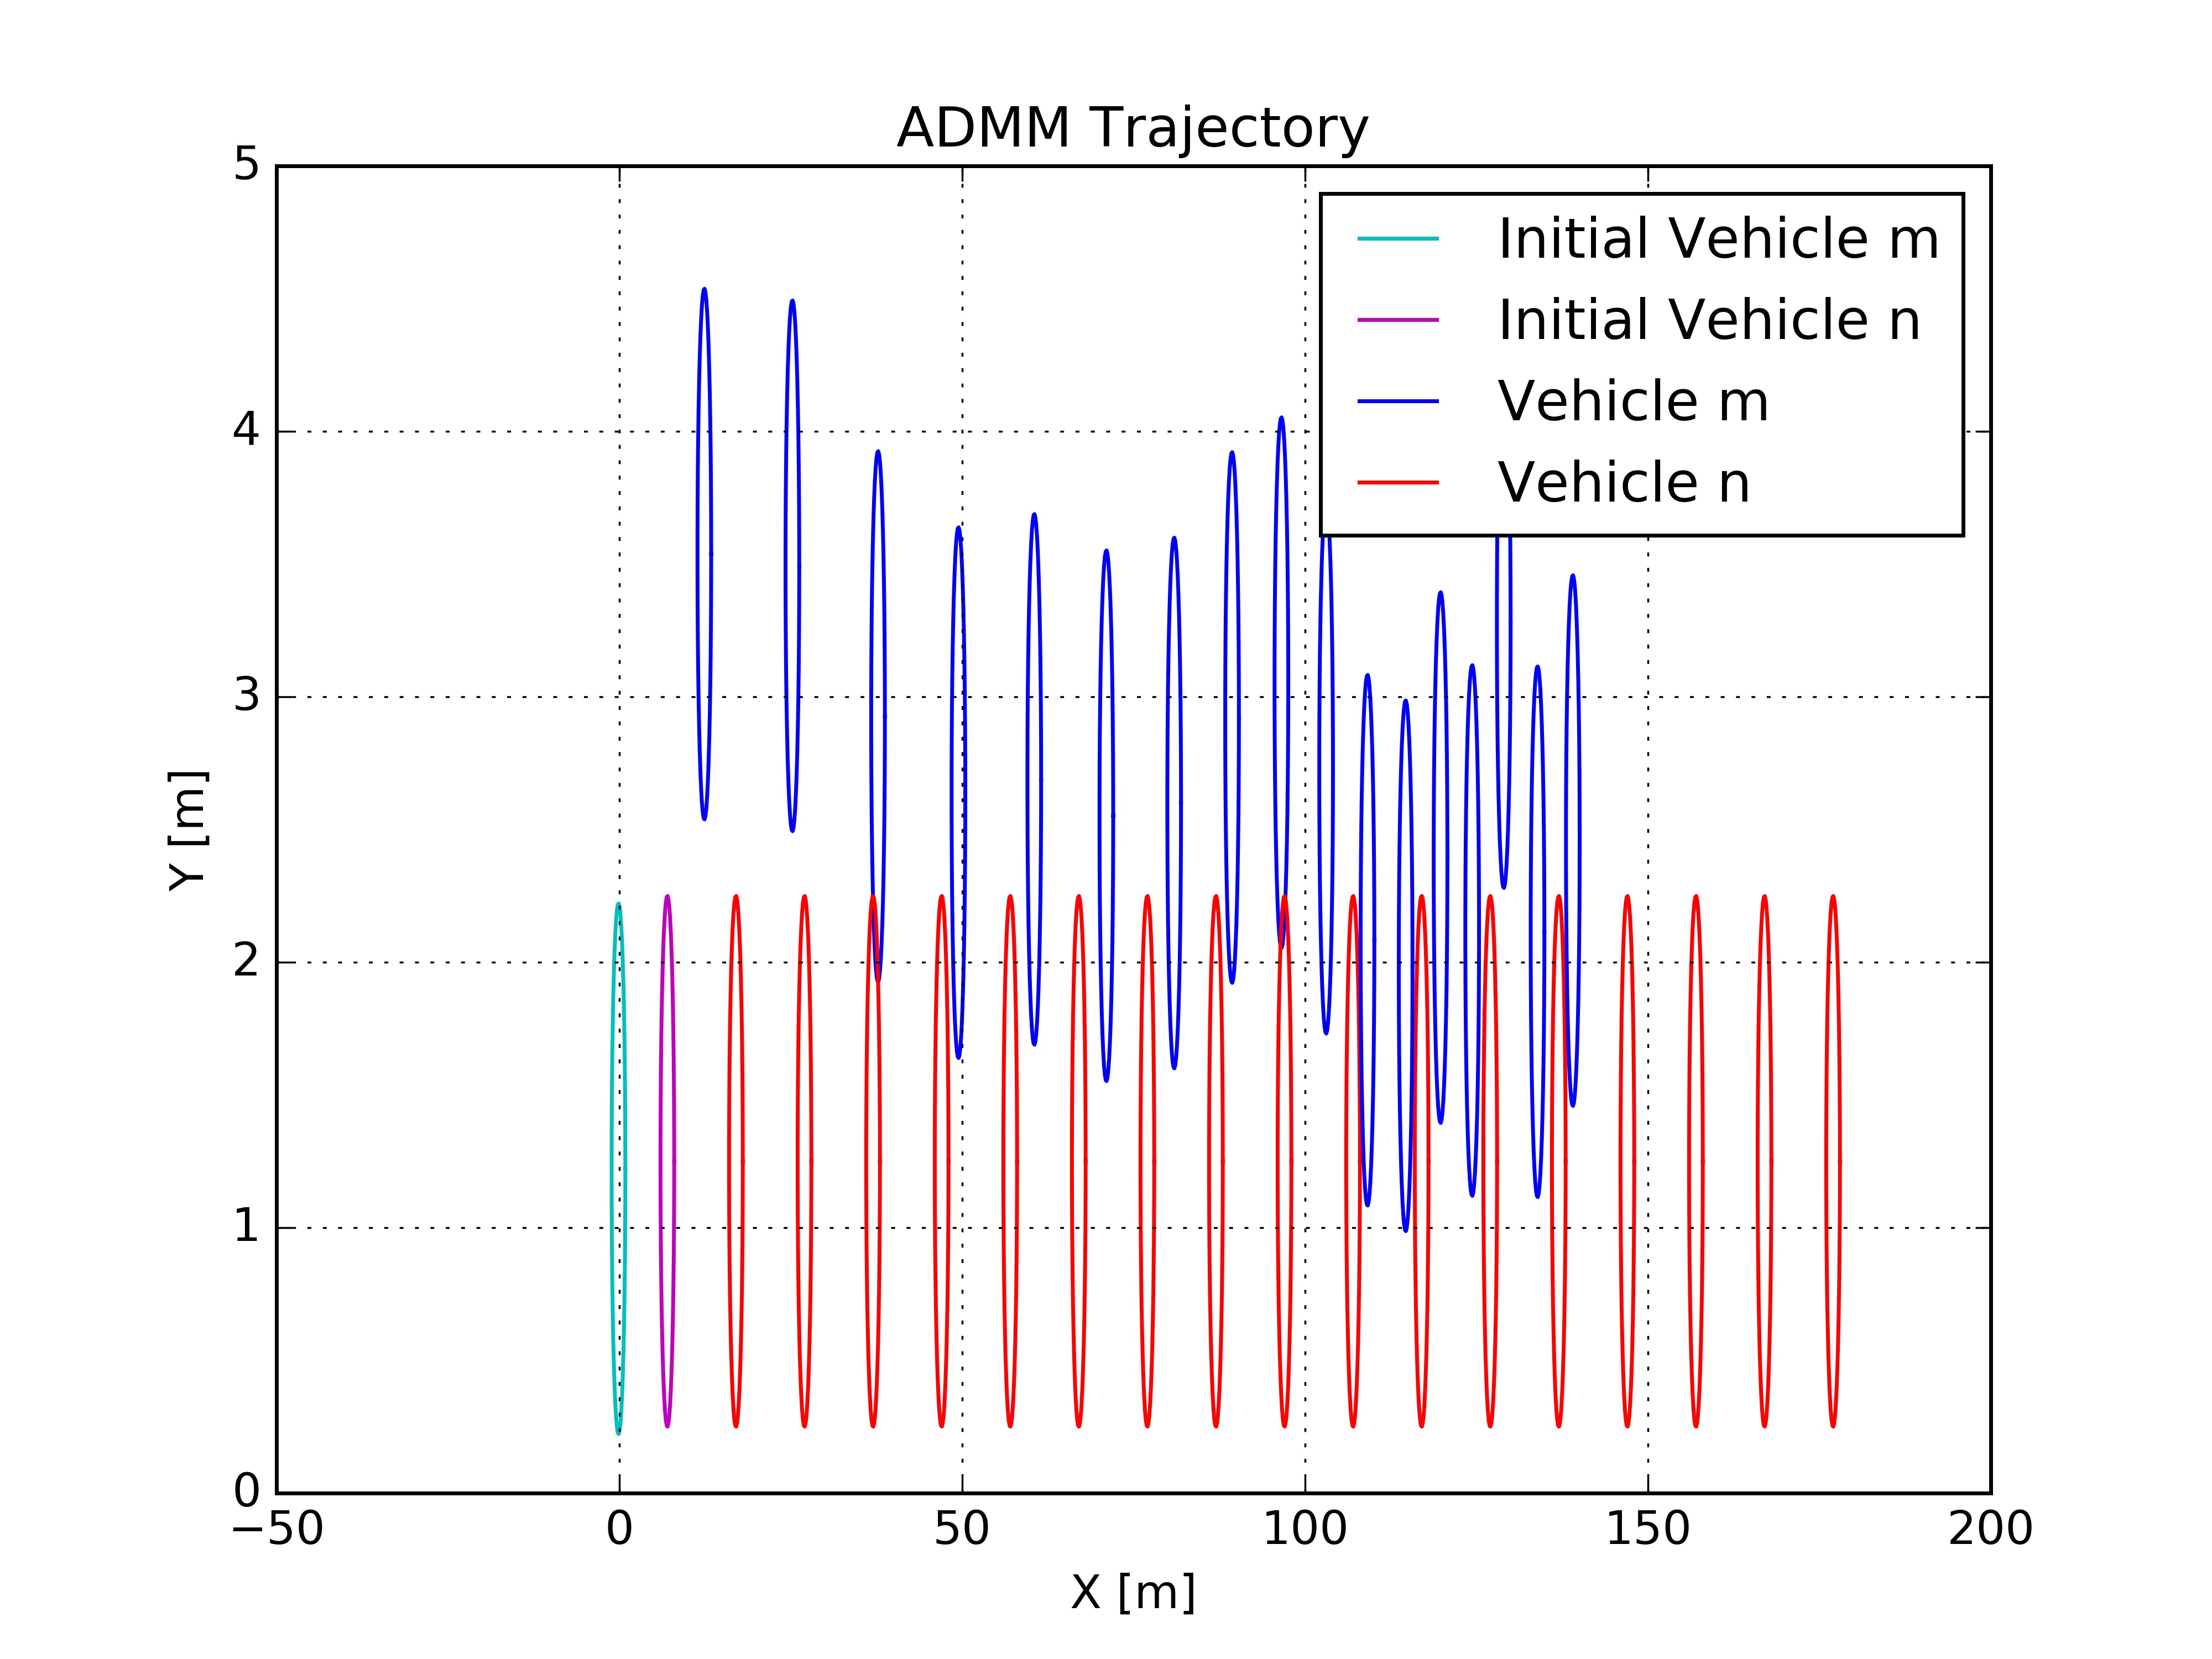 ADMM Trajectory
5
4
3
2
1
0
Y [m]
−50 0 50 100 150 200
X [m]
Initial Vehicle m
Initial Vehicle n
Vehicle m
Vehicle n